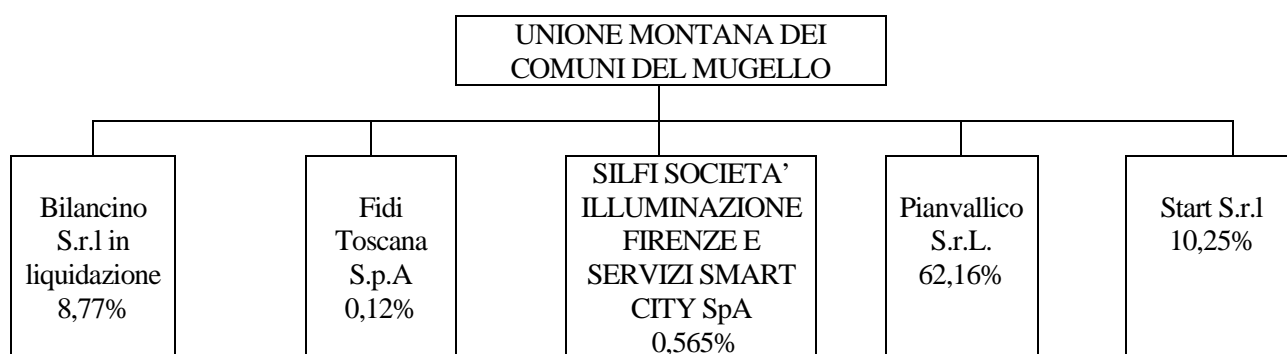 UNIONE MONTANA DEI
COMUNI DEL MUGELLO
Bilancino
S.r.l in
liquidazione
8,77%
Fidi
Toscana
S.p.A
0,12%
SILFI SOCIETA’
ILLUMINAZIONE
FIRENZE E
SERVIZI SMART
CITY SpA
0,565%
Pianvallico
S.r.L.
62,16%
Start S.r.l
10,25%